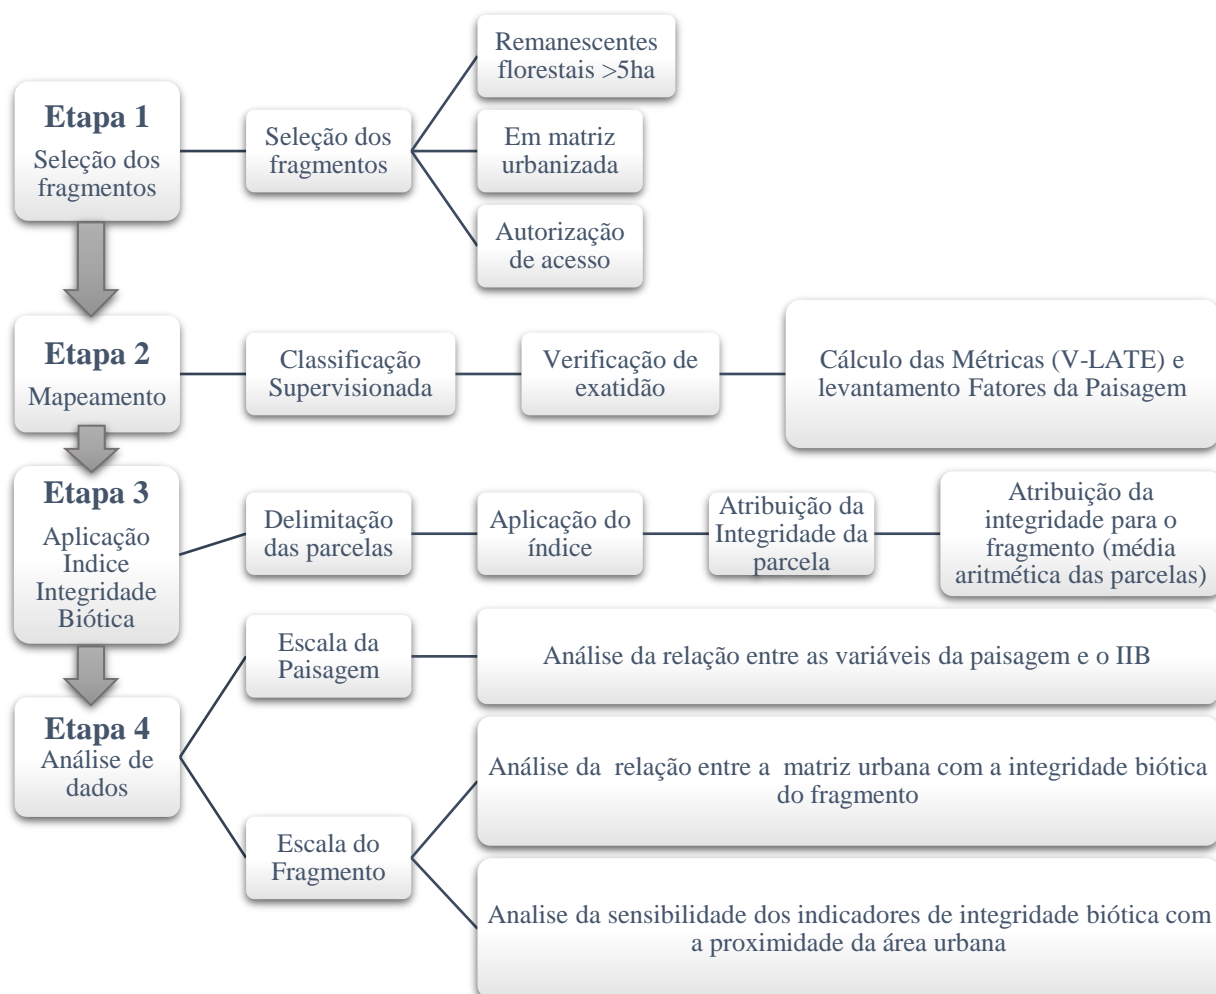 Etapa 1
Seleção dos
fragmentos
Seleção dos
fragmentos
Remanescentes
florestais >5ha
Em matriz
urbanizada
Autorização
de acesso
Etapa 2
Mapeamento
Classificação
Supervisionada
Verificação de
exatidão
Cálculo das Métricas (V-LATE) e
levantamento Fatores da Paisagem
Etapa 3
Aplicação
Indice
Integridade
Biótica
Delimitação
das parcelas
Aplicação do
índice
Atribuição da
Integridade da
parcela
Atribuição da
integridade para o
fragmento (média
aritmética das parcelas)
Etapa 4
Análise de
dados
Escala da
Paisagem
Análise da relação entre as variáveis da paisagem e o IIB
Escala do
Fragmento
Análise da relação entre a matriz urbana com a integridade biótica
do fragmento
Analise da sensibilidade dos indicadores de integridade biótica com
a proximidade da área urbana